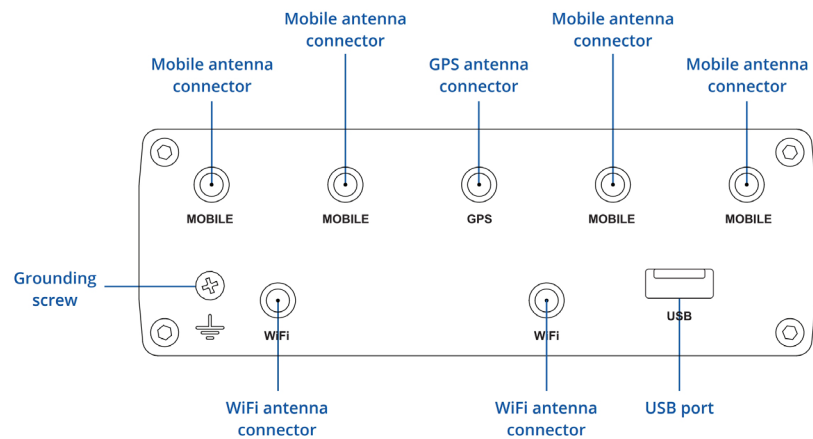 Mobile antenna
connector
Mobile antenna
connector
Mobile antenna
connector
GPS antenna
connector
Mobile antenna
connector
MOBILE
MOBILE
GPS
MOBILE
MOBILE
Grounding
screw
WiFi
WiFi
USB
WiFi antenna
connector
WiFi antenna
connector
USB port